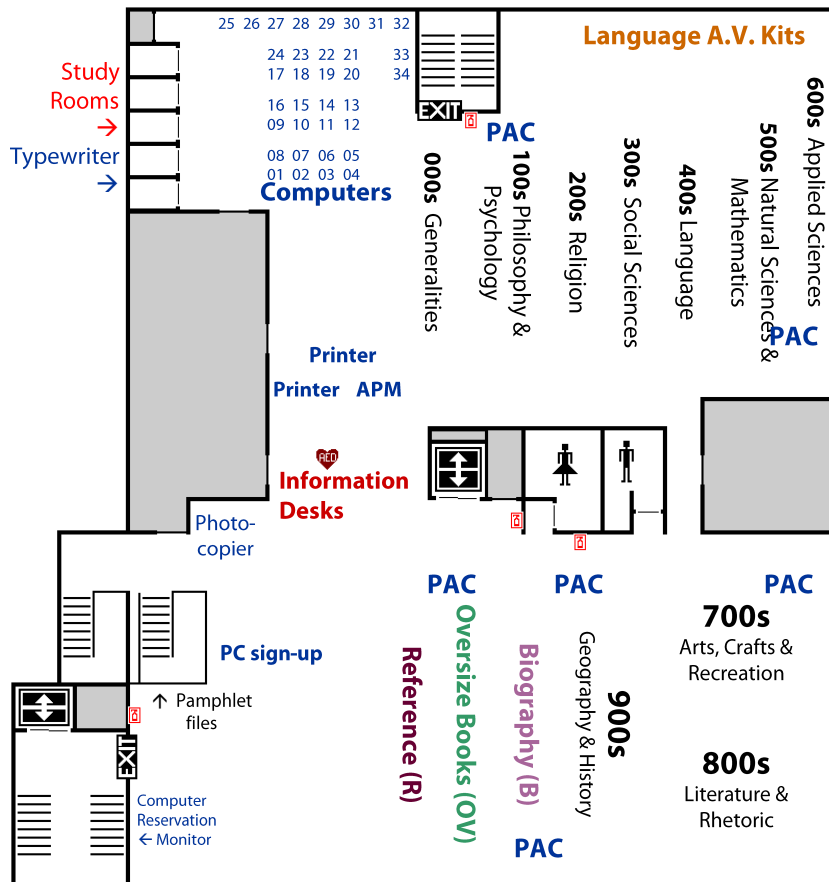 25 26 27 28 29 30 31 32
Language A.V. Kits
24 23 22 21 33
17 18 19 20 34
16 15 14 13
09 10 11 12
08 07 06 05
01 02 03 04
Computers
Study
Rooms
→
Typewriter
→
EXIT
PAC
000s Generalities
100s Philosophy &
Psychology
200s Religion
300s Social Sciences
400s Language
500s Natural Sciences &
Mathematics
600s Applied Sciences
PAC
Printer
Printer APM
AED
Information
Desks
Photo-
copier
PAC
PAC
PAC
PC sign-up
↑ Pamphlet
files
EXIT
Computer
Reservation
← Monitor
Reference (R)
Oversize Books (OV)
Biography (B)
900s
Geography & History
700s
Arts, Crafts &
Recreation
800s
Literature &
Rhetoric
PAC